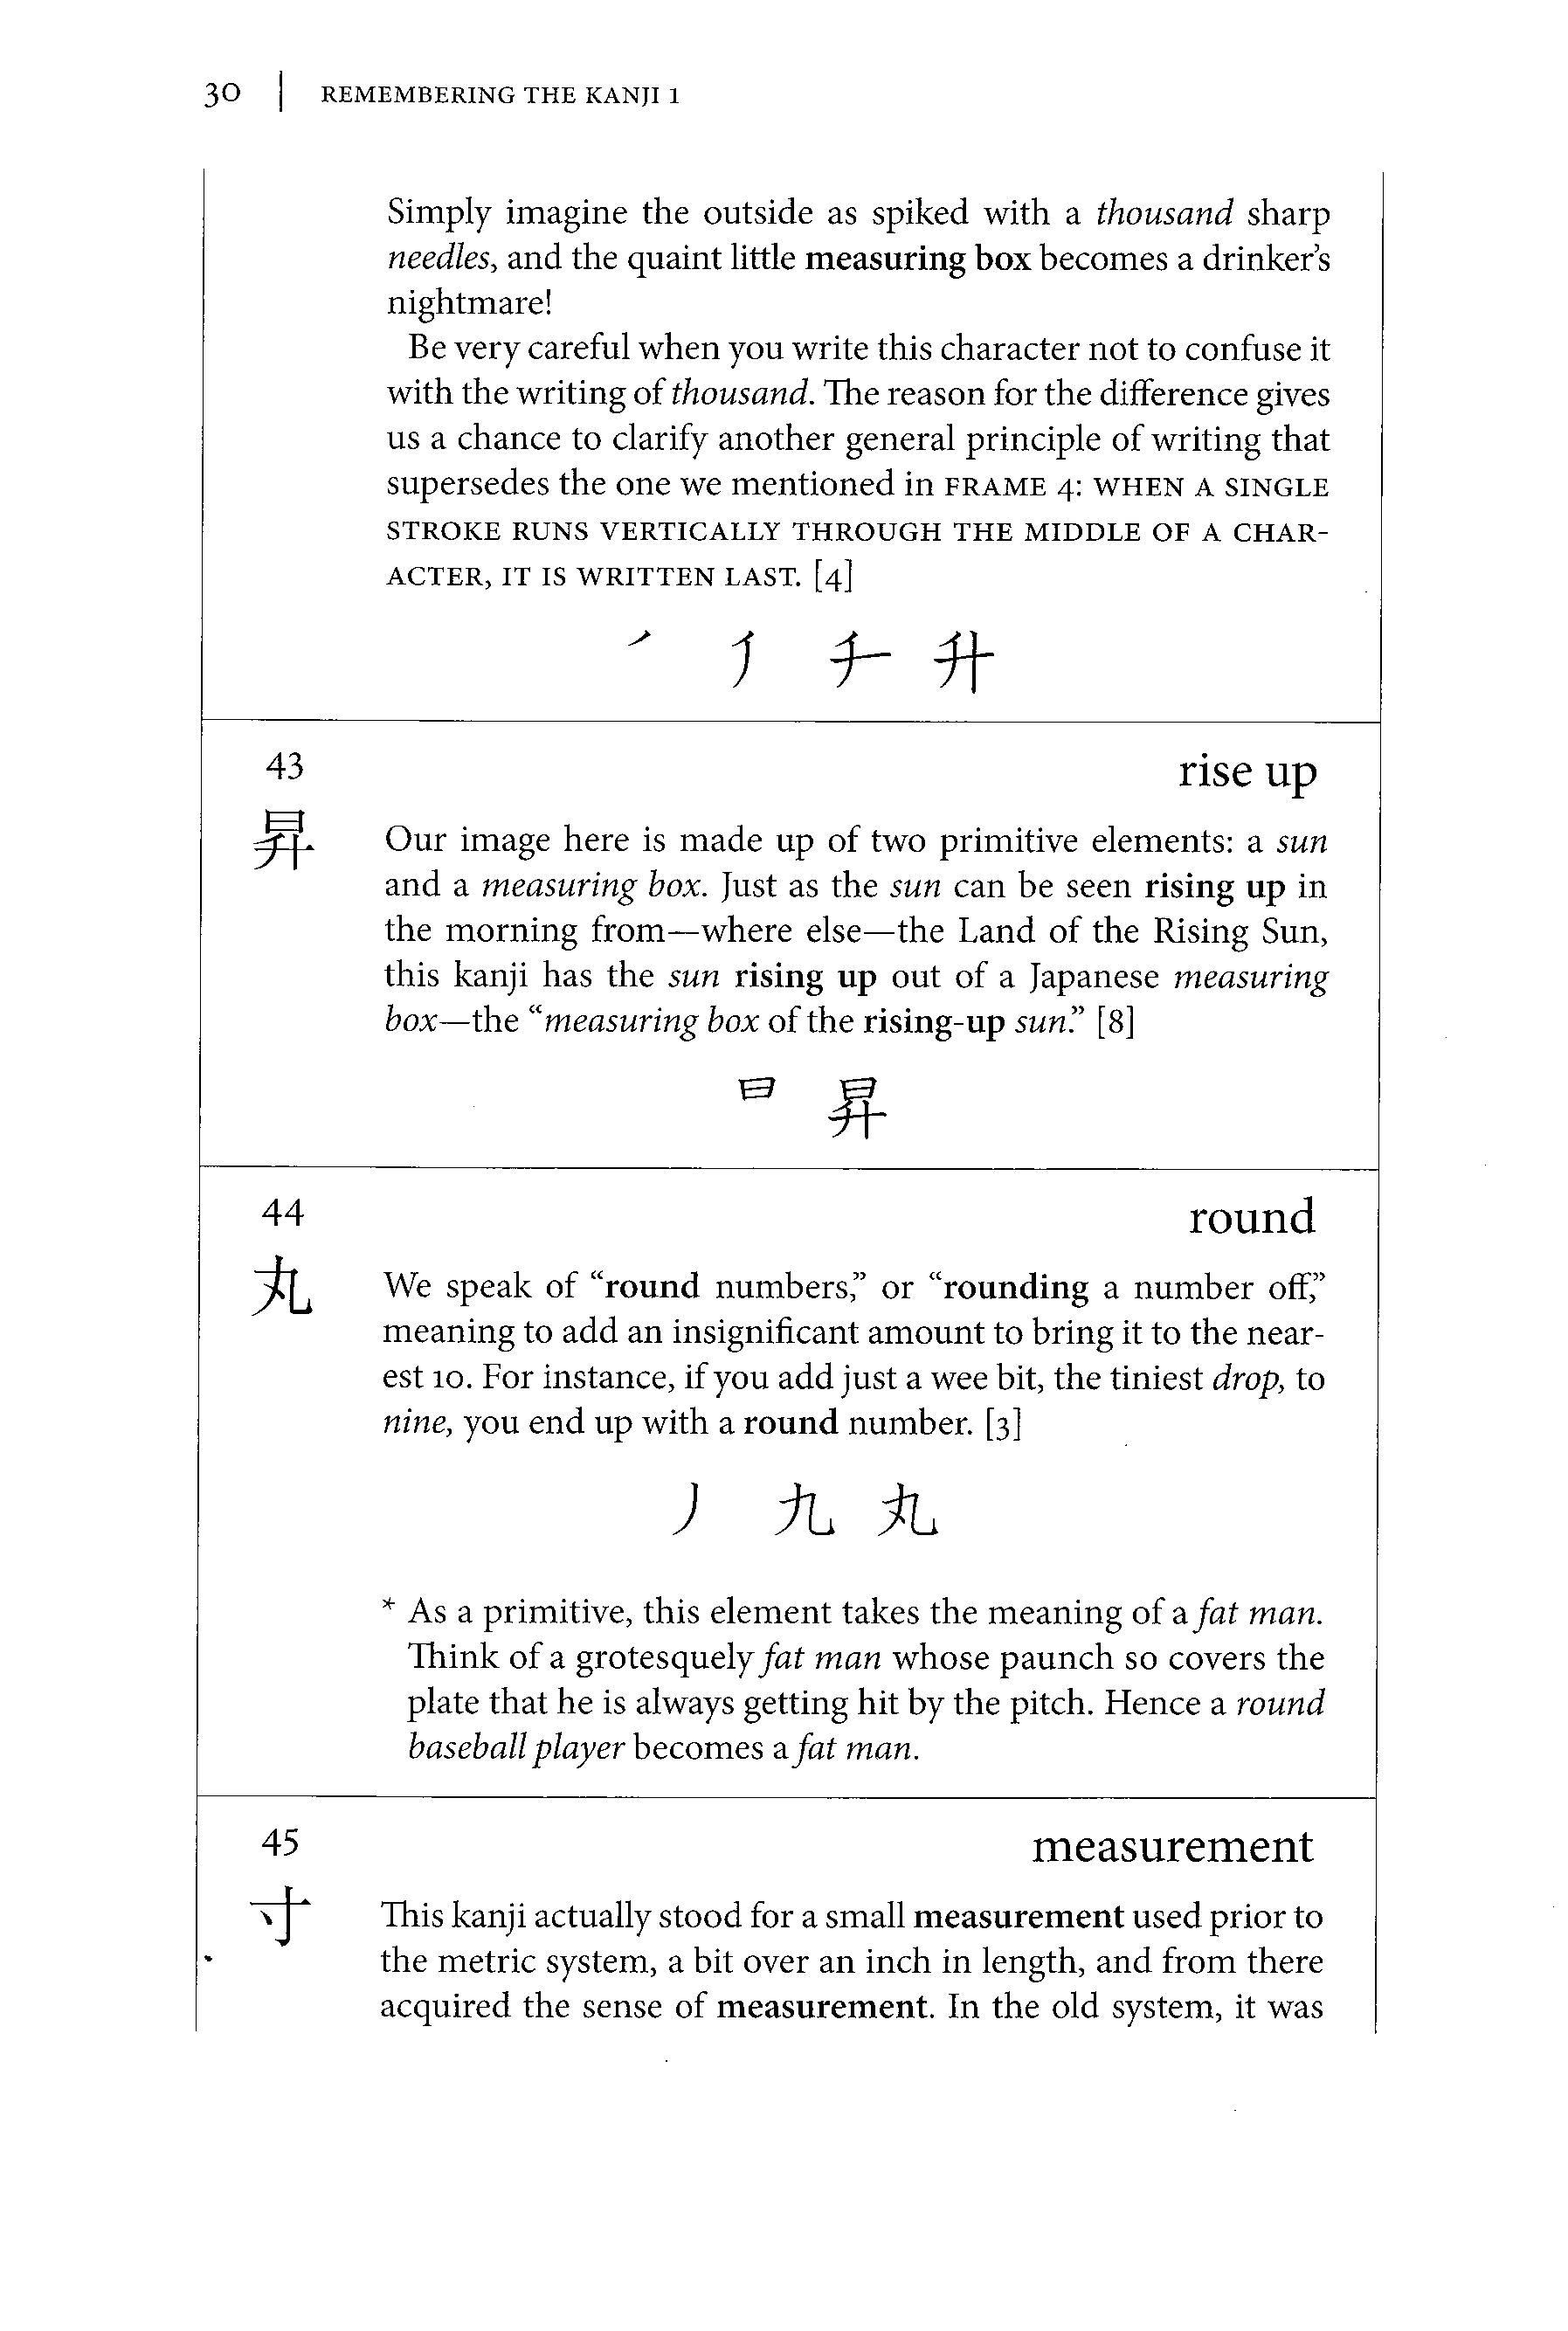 30 | REMEMBERING THE KANJI 1
Simply imagine the outside as spiked with a thousand sharp
needles, and the quaint little measuring box becomes a drinker's
nightmare!
Be very careful when you write this character not to confuse it
with the writing of thousand. The reason for the difference gives
us a chance to clarify another general principle of writing that
supersedes the one we mentioned in FRAME 4: WHEN A SINGLE
STROKE RUNS VERTICALLY THROUGH THE MIDDLE OF A CHAR-
ACTER, IT IS WRITTEN LAST. [4]
升
43 rise up
昇
Our image here is made up of two primitive elements: a sun
and a measuring box. Just as the sun can be seen rising up in
the morning from—where else—the Land of the Rising Sun,
this kanji has the sun rising up out of a Japanese measuring
box—the “measuring box of the rising-up sun.” [8]
日 昇
44 round
丸
We speak of “round numbers,” or “rounding a number off,”
meaning to add an insignificant amount to bring it to the near-
est 10. For instance, if you add just a wee bit, the tiniest drop, to
nine, you end up with a round number. [3]
丿 九 丸
* As a primitive, this element takes the meaning of a fat man.
Think of a grotesquely fat man whose paunch so covers the
plate that he is always getting hit by the pitch. Hence a round
baseball player becomes a fat man.
45 measurement
寸
This kanji actually stood for a small measurement used prior to
the metric system, a bit over an inch in length, and from there
acquired the sense of measurement. In the old system, it was